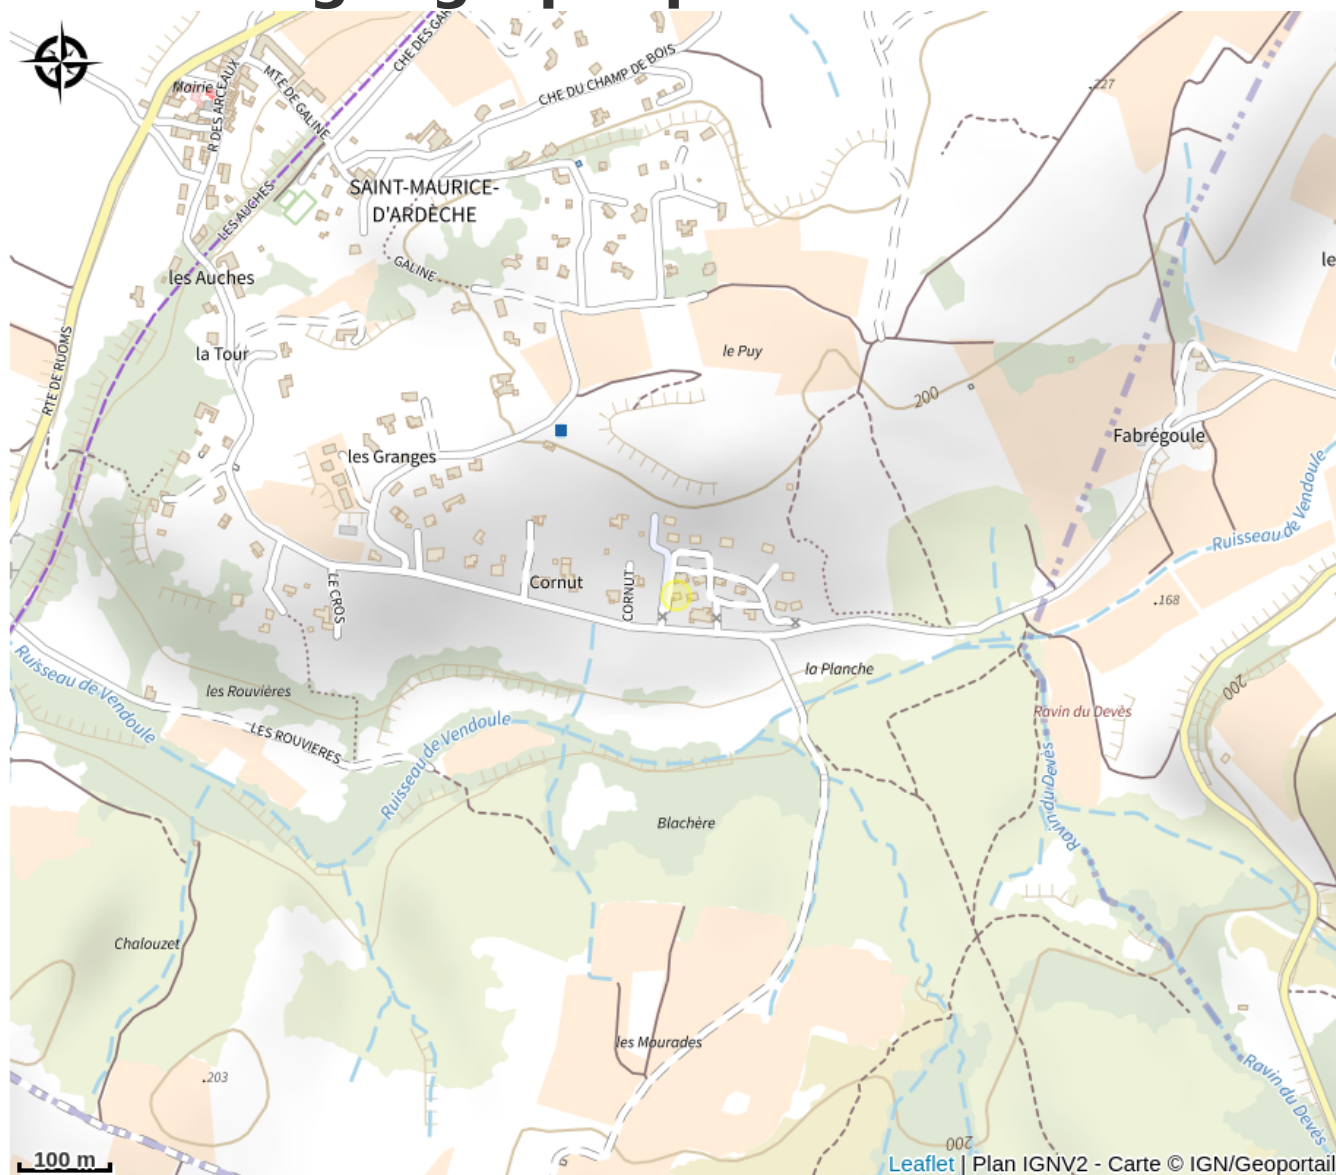 CHE DES GAR
Mairie
R DES ARCEAUX
MTE DE GALINE
CHE DU CHAMP DE BOIS
227
SAINT-MAURICE-
D'ARDÈCHE
LES AUCHES
les Auches
GALINE
le
RTE DE RUOMS
la Tour
le Puy
200
Fabrégoule
les Granges
Ruisseau de Vendoule
LE CROS
Cornut
CORNUT
168
Ruisseau de Vendoule
les Rouvières
la Planche
200
Ravin du Devès
LES ROUVIERES
Ruisseau de Vendoule
Ravin du Devès
Blachère
Chalouzet
les Mourades
203
Ravin du Devès
200
100 m
Leaflet | Plan IGNV2 - Carte © IGN/Geoportail